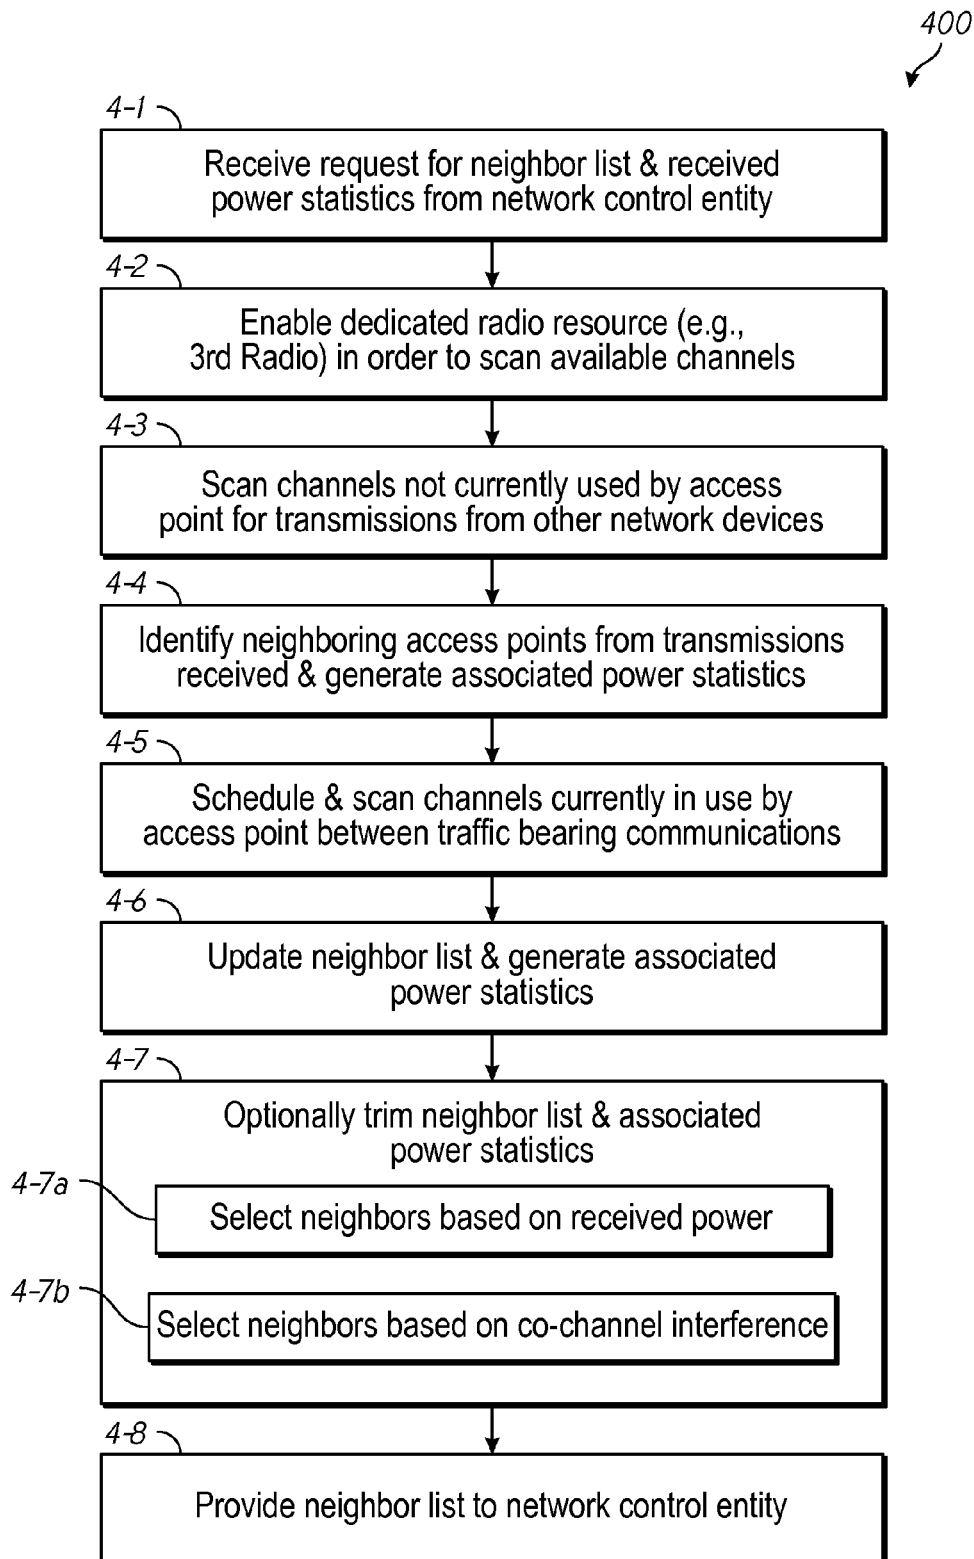 400
4-1
Receive request for neighbor list & received
power statistics from network control entity
4-2
Enable dedicated radio resource (e.g.,
3rd Radio) in order to scan available channels
4-3
Scan channels not currently used by access
point for transmissions from other network devices
4-4
Identify neighboring access points from transmissions
received & generate associated power statistics
4-5
Schedule & scan channels currently in use by
access point between traffic bearing communications
4-6
Update neighbor list & generate associated
power statistics
4-7
Optionally trim neighbor list & associated
power statistics
4-7a
Select neighbors based on received power
4-7b
Select neighbors based on co-channel interference
4-8
Provide neighbor list to network control entity